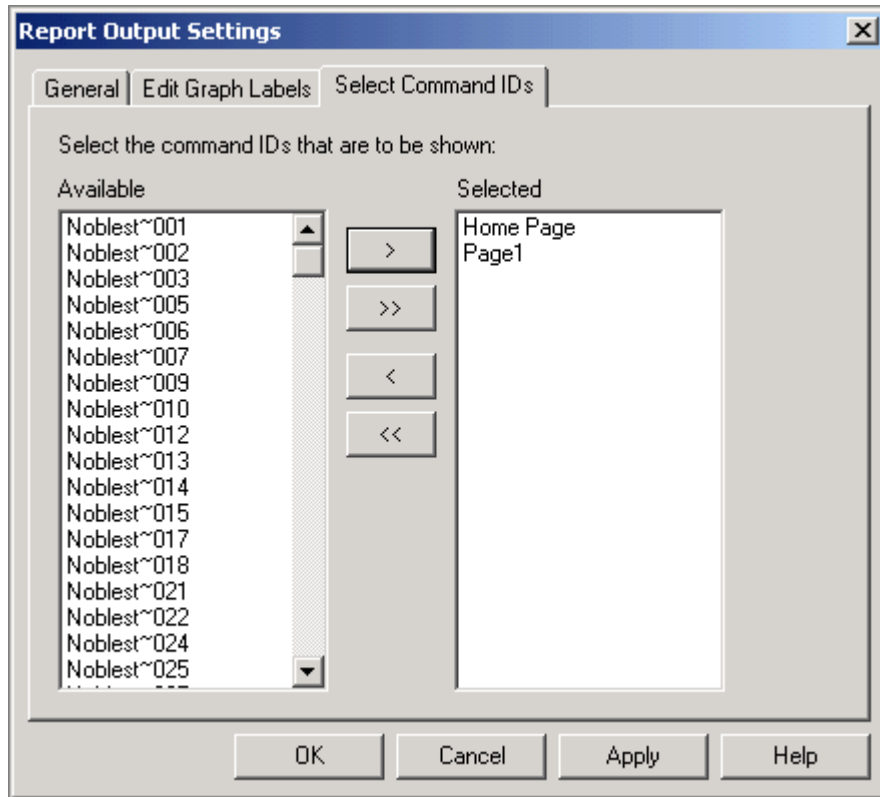 Report Output Settings
General
Edit Graph Labels
Select Command IDs
Select the command IDs that are to be shown:
Available
Noblest~001
Noblest~002
Noblest~003
Noblest~005
Noblest~006
Noblest~007
Noblest~009
Noblest~010
Noblest~012
Noblest~013
Noblest~014
Noblest~015
Noblest~017
Noblest~018
Noblest~021
Noblest~022
Noblest~024
Noblest~025
>
>>
<
<<
Selected
Home Page
Page1
OK
Cancel
Apply
Help